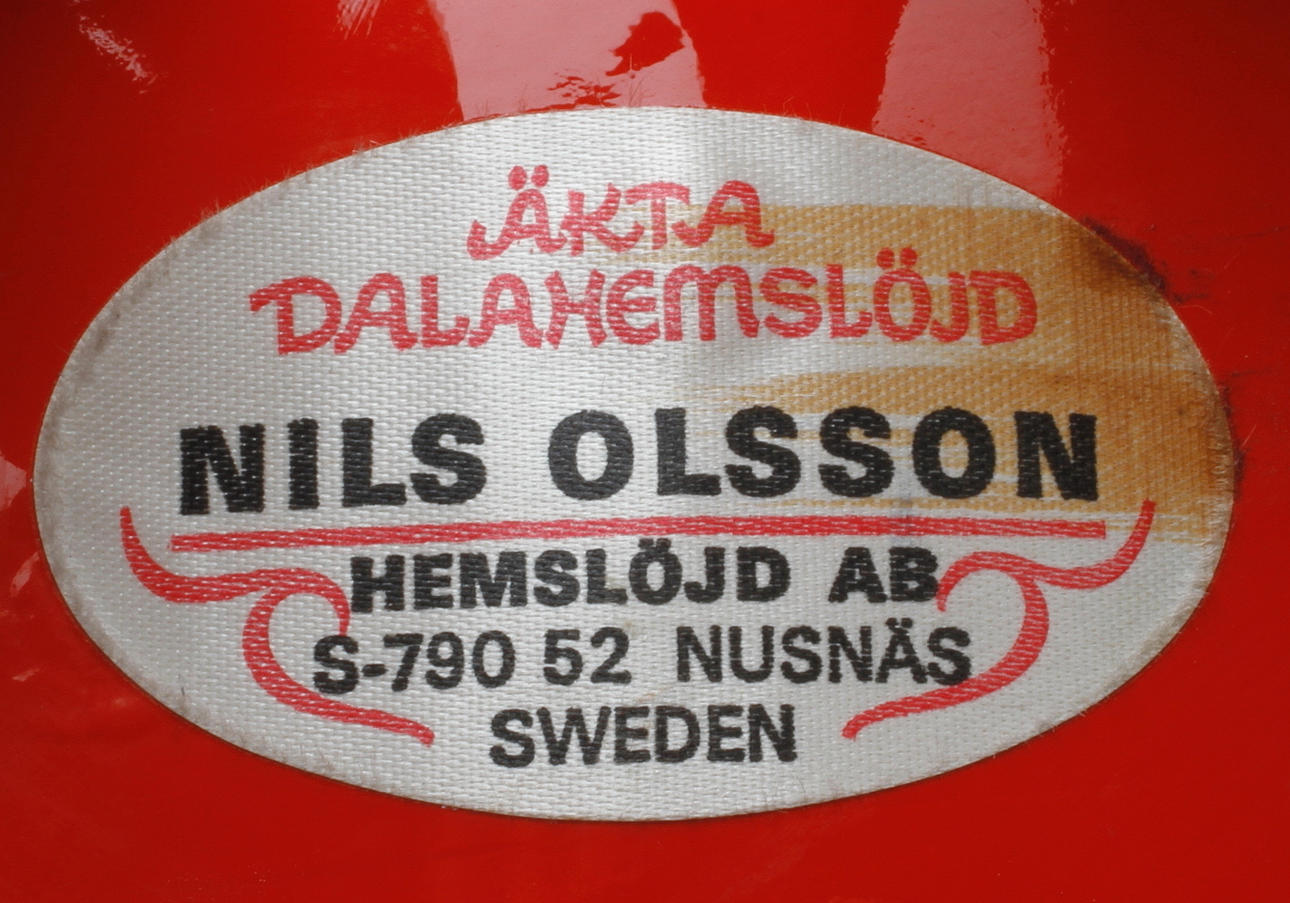 ÄKTA
DALAHEMSLÖJD
NILS OLSSON
HEMSLÖJD AB
S-790 52 NUSNÄS
SWEDEN